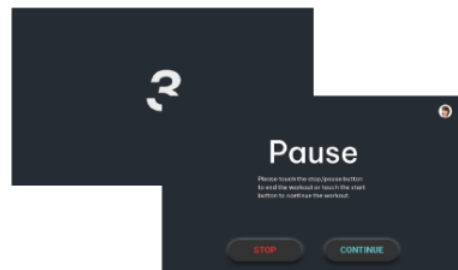 3
Pause
Please touch the stop/pause button
to end the workout or touch the start
button to continue the workout.
STOP
CONTINUE